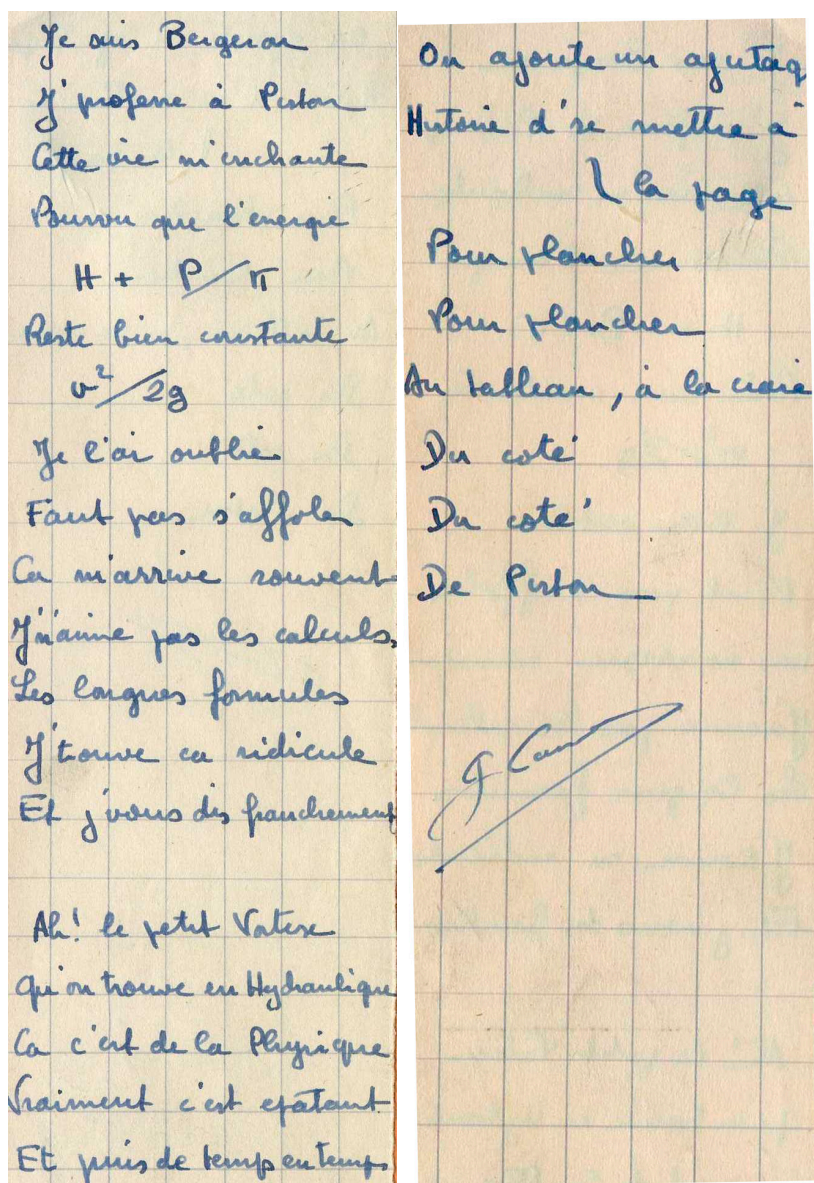 Je suis Bergeron
J' professe à Piston
Cette vie m'enchante
Pourvu que l'energie
H + P/π
Reste bien constante
v²/2g
Je l'ai oublié
Faut pas s'affoler
Ca m'arrive souvent
J'n'aime pas les calculs,
Les longues formules
J'trouve ca ridicule
Et j'vous dis franchement
Ah! le petit Vortex
Qu'on trouve en Hydraulique
Ca c'est de la Physique
Vraiment c'est epatant
Et puis de temps en temps
On ajoute un ajutag
Histoire d'se mettre à
la page
Pour plancher
Pour plancher
Au tableau, à la craie
Du coté
Du coté
De Piston